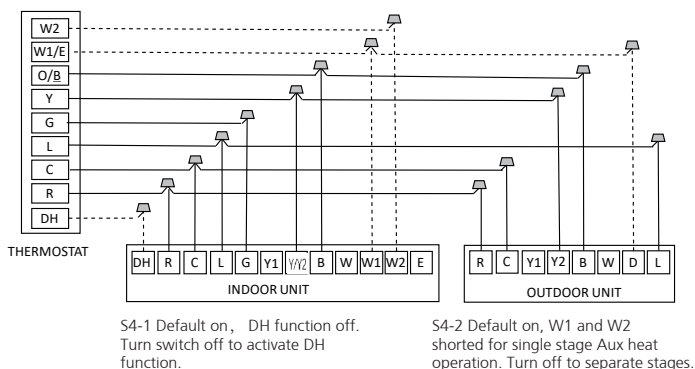 W2
W1/E
O/B
Y
G
L
C
R
DH
THERMOSTAT
DH R C L G Y1 Y/Y2 B W W1 W2 E
INDOOR UNIT
R C Y1 Y2 B W D L
OUTDOOR UNIT
S4-1 Default on， DH function off.
Turn switch off to activate DH
function.
S4-2 Default on, W1 and W2
shorted for single stage Aux heat
operation. Turn off to separate stages.